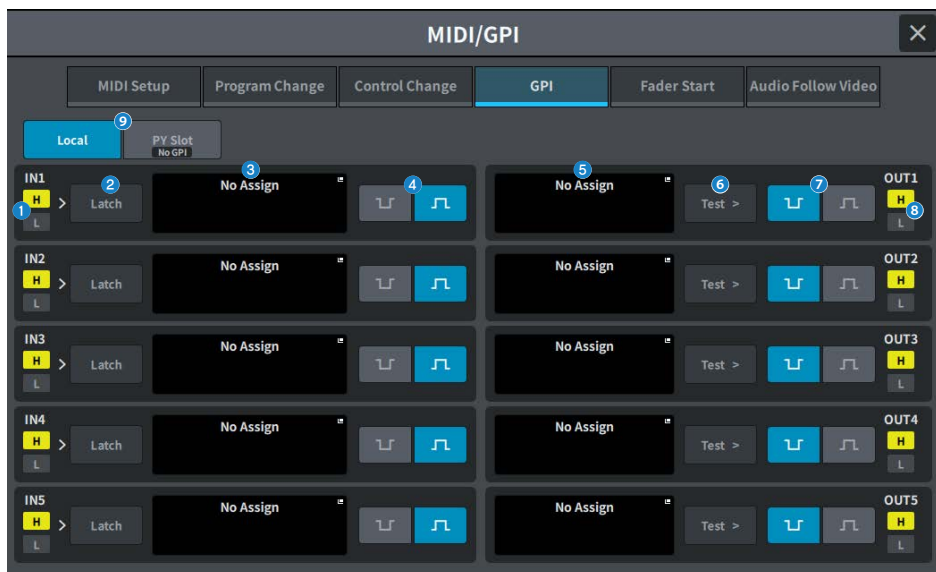 MIDI/GPI
MIDI Setup Program Change Control Change GPI Fader Start Audio Follow Video
9
Local PY Slot
No GPI
IN1 2 3 No Assign 4 5 No Assign 6 7 OUT1
1 H > Latch Test > H 8
L L
IN2 No Assign No Assign OUT2
H > Latch Test > H
L L
IN3 No Assign No Assign OUT3
H > Latch Test > H
L L
IN4 No Assign No Assign OUT4
H > Latch Test > H
L L
IN5 No Assign No Assign OUT5
H > Latch Test > H
L L